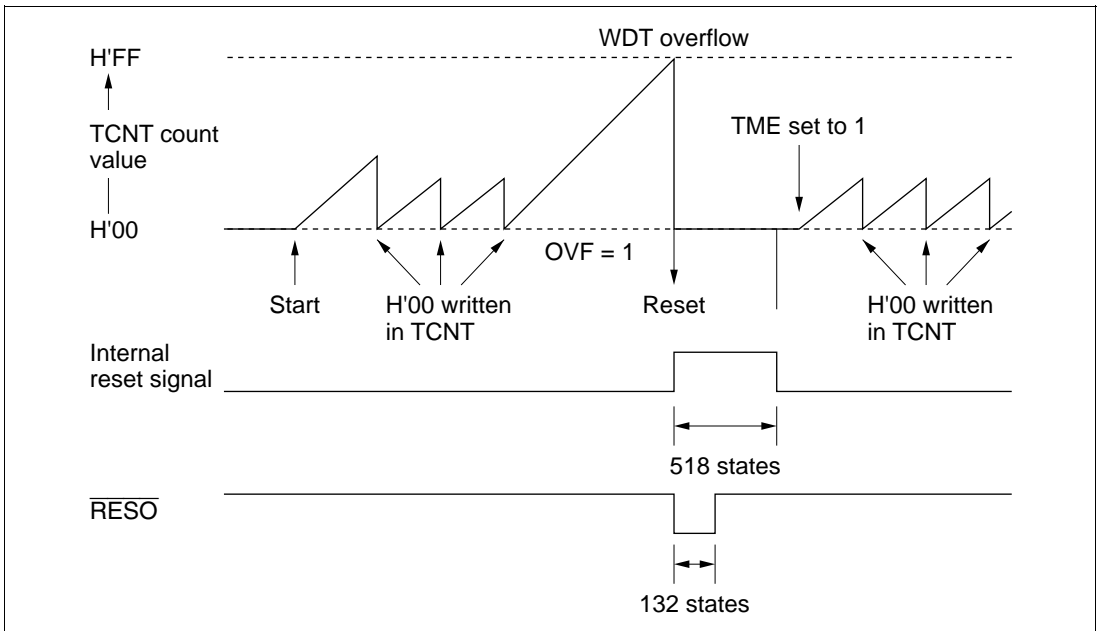 WDT overflow
H'FF
TME set to 1
TCNT count
value
H'00
OVF = 1
Start
H'00 written
in TCNT
Reset
H'00 written
in TCNT
Internal
reset signal
518 states
RESO
132 states